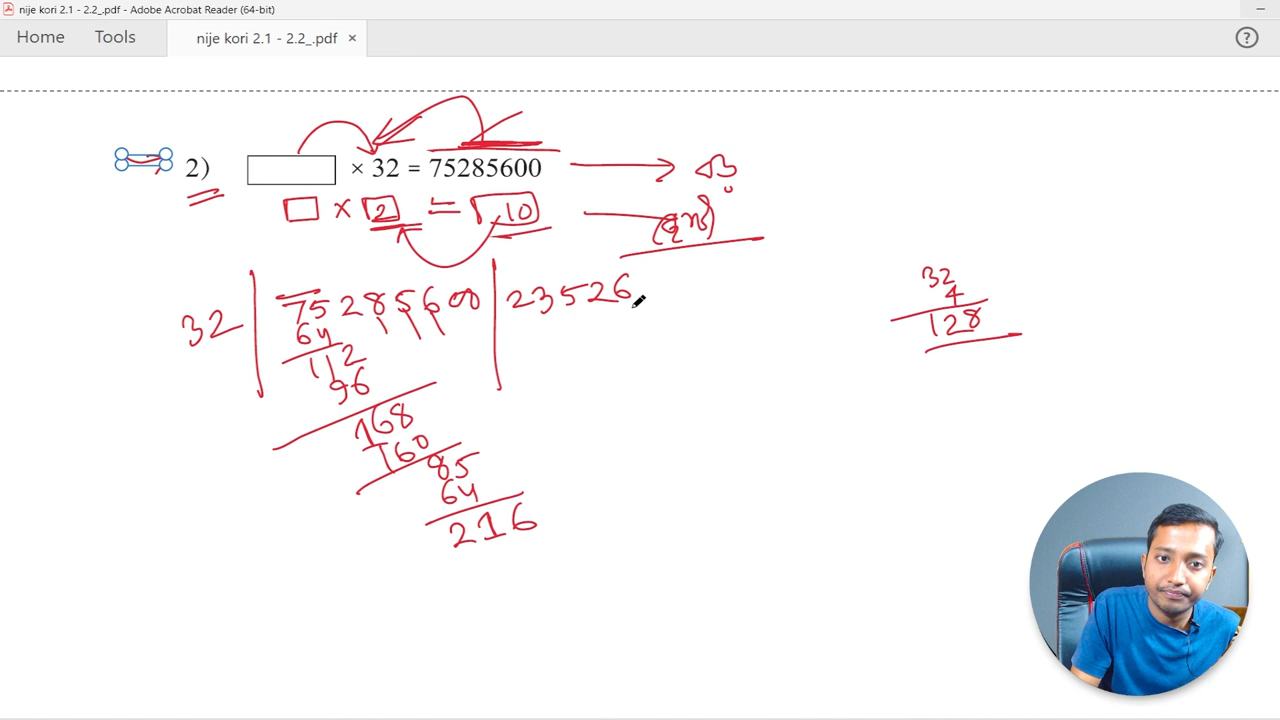 nije kori 2.1 - 2.2_.pdf - Adobe Acrobat Reader (64-bit)
Home Tools nije kori 2.1 - 2.2_.pdf × ?
2) × 32 = 75285600
× 2 = 10
32 75285600 23526
64
112
96
168
160
85
64
216
32
4
128